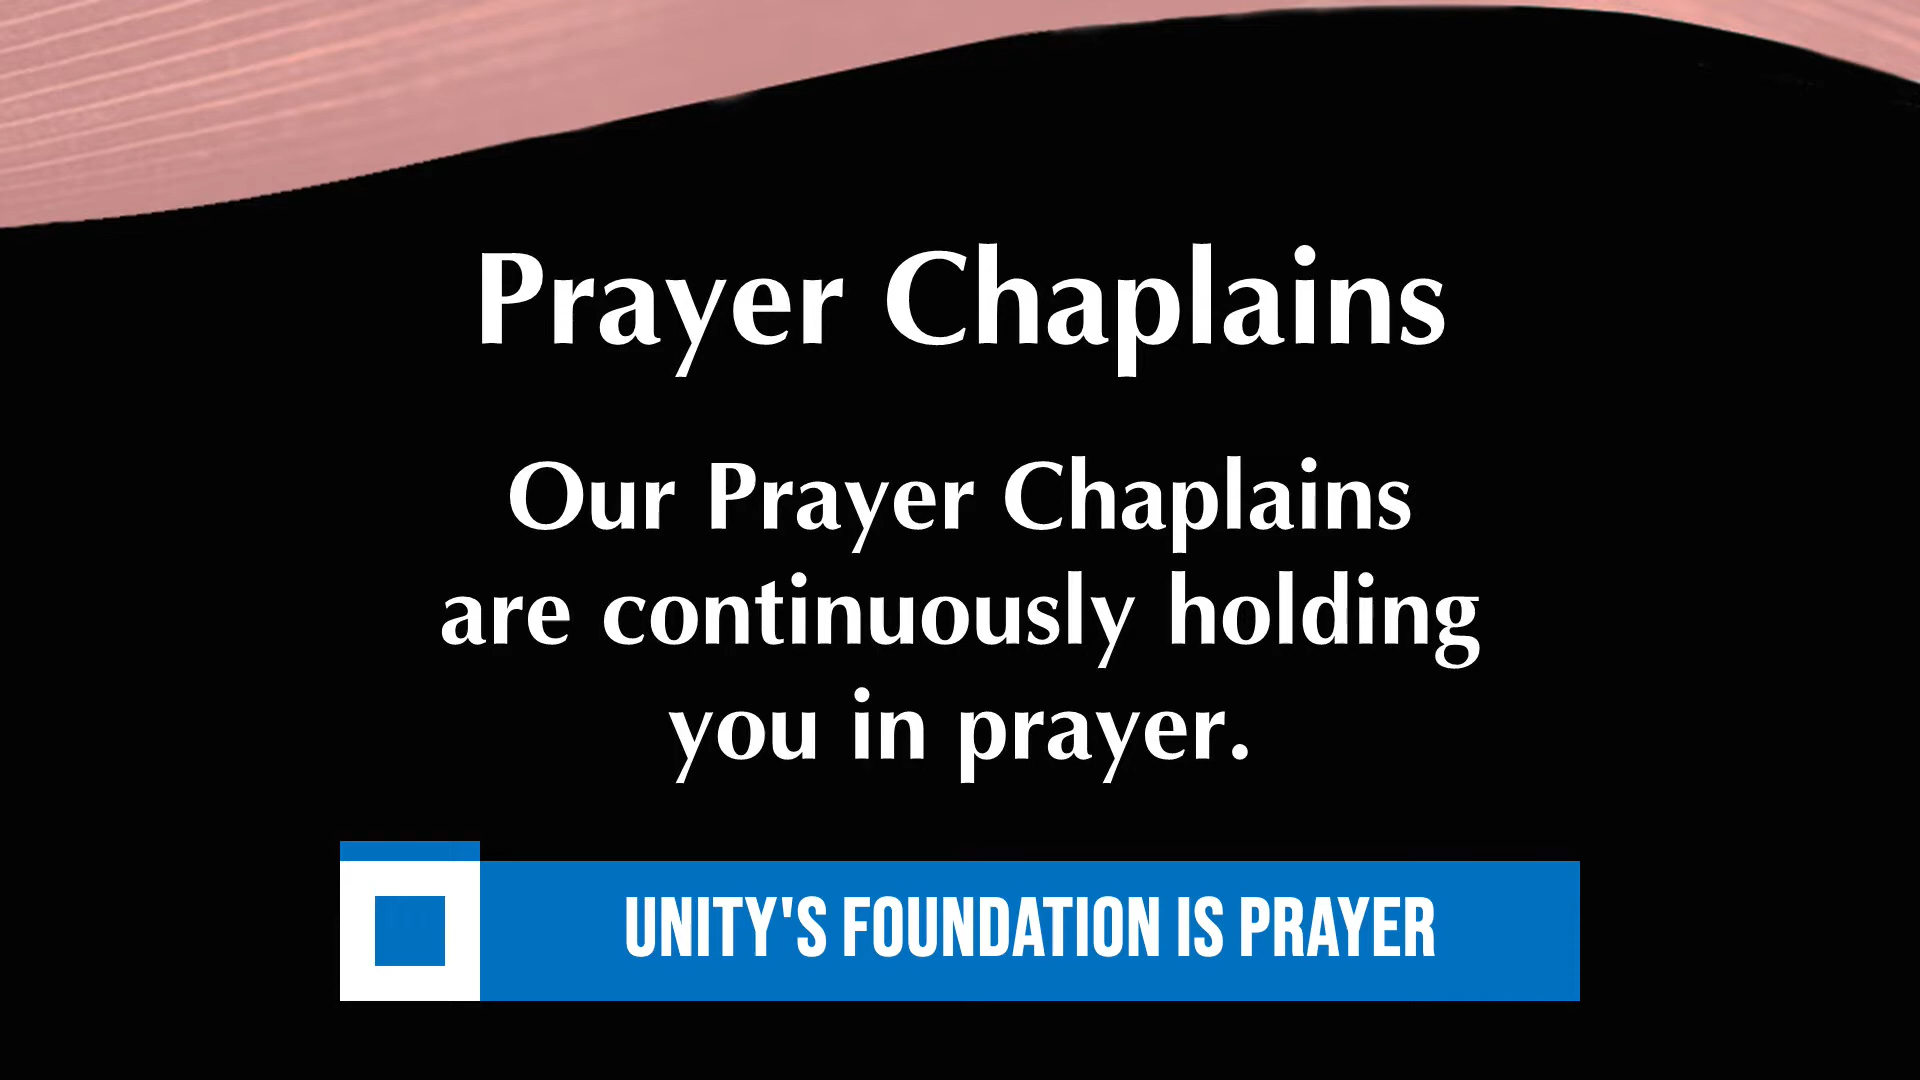 Prayer Chaplains
Our Prayer Chaplains
are continuously holding
you in prayer.
UNITY'S FOUNDATION IS PRAYER